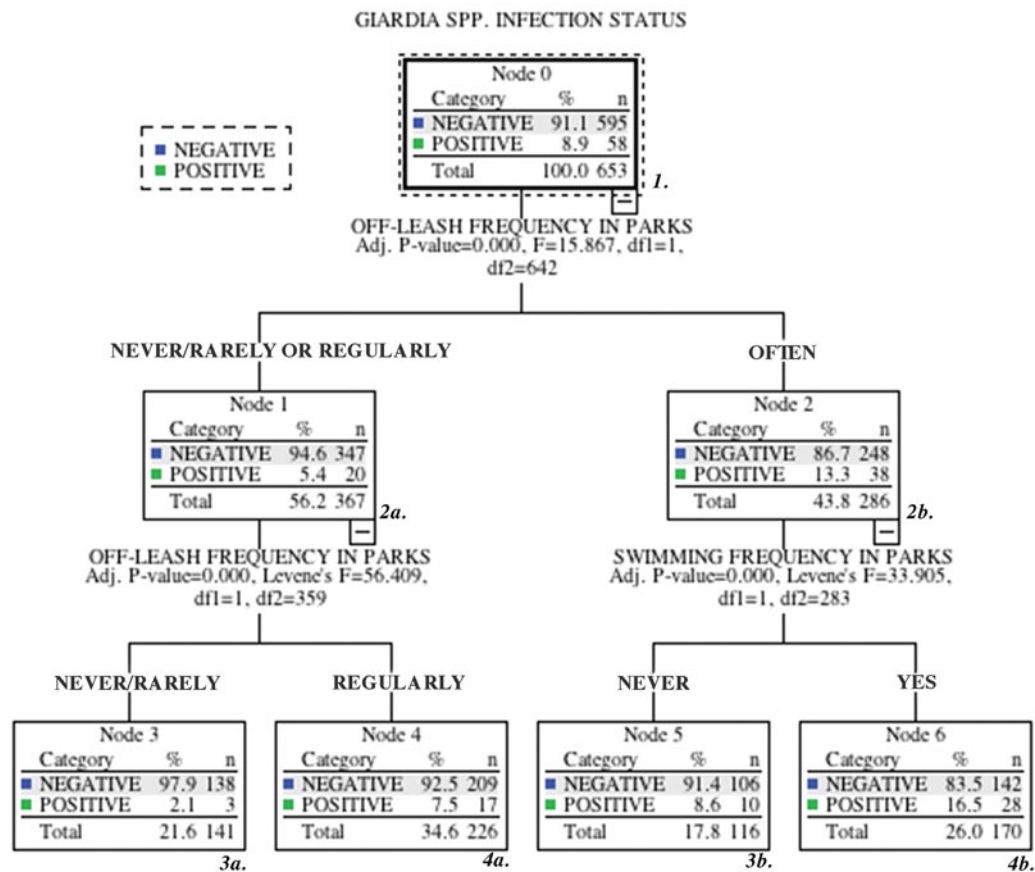 GIARDIA SPP. INFECTION STATUS
NEGATIVE
POSITIVE
Node 0
Category % n
NEGATIVE 91.1 595
POSITIVE 8.9 58
Total 100.0 653
1.
OFF-LEASH FREQUENCY IN PARKS
Adj. P-value=0.000, F=15.867, df1=1,
df2=642
NEVER/RARELY OR REGULARLY
OFTEN
Node 1
Category % n
NEGATIVE 94.6 347
POSITIVE 5.4 20
Total 56.2 367
2a.
Node 2
Category % n
NEGATIVE 86.7 248
POSITIVE 13.3 38
Total 43.8 286
2b.
OFF-LEASH FREQUENCY IN PARKS
Adj. P-value=0.000, Levene's F=56.409,
df1=1, df2=359
SWIMMING FREQUENCY IN PARKS
Adj. P-value=0.000, Levene's F=33.905,
df1=1, df2=283
NEVER/RARELY
REGULARLY
NEVER
YES
Node 3
Category % n
NEGATIVE 97.9 138
POSITIVE 2.1 3
Total 21.6 141
3a.
Node 4
Category % n
NEGATIVE 92.5 209
POSITIVE 7.5 17
Total 34.6 226
4a.
Node 5
Category % n
NEGATIVE 91.4 106
POSITIVE 8.6 10
Total 17.8 116
3b.
Node 6
Category % n
NEGATIVE 83.5 142
POSITIVE 16.5 28
Total 26.0 170
4b.